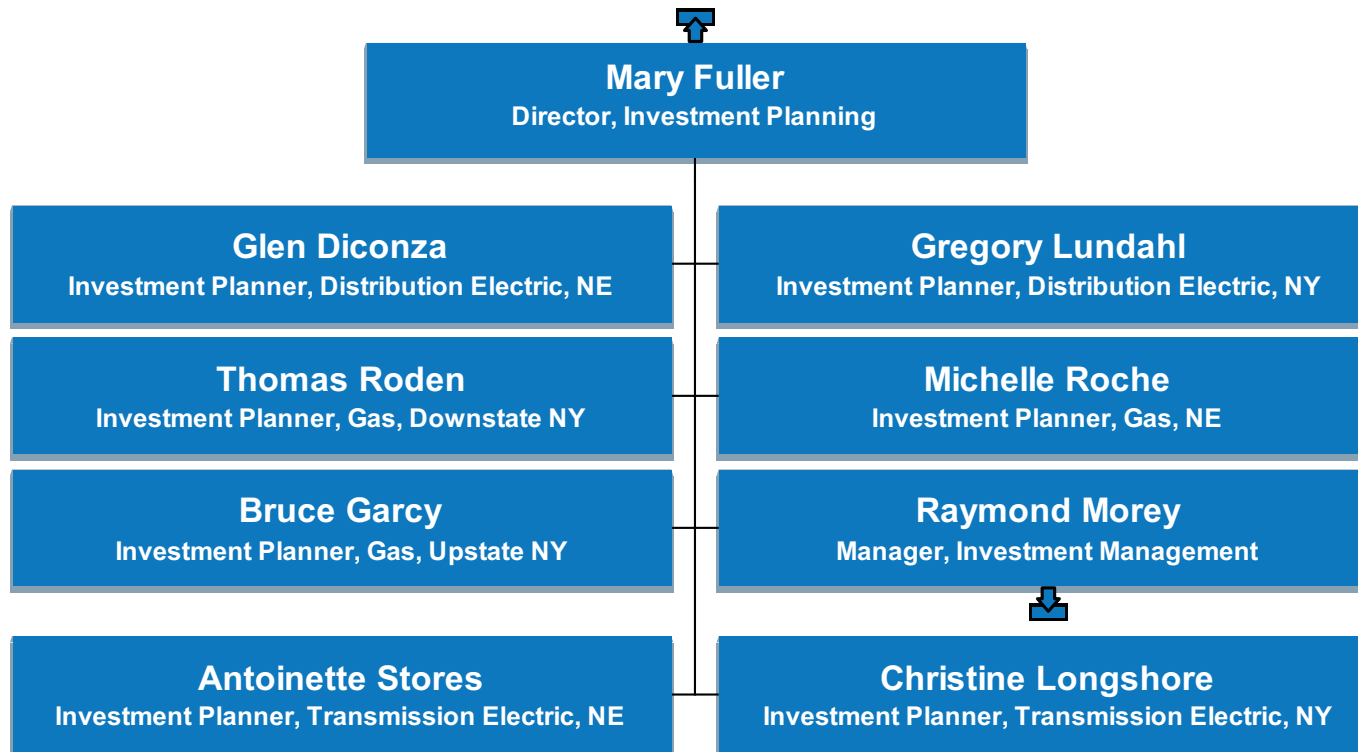 Mary Fuller
Director, Investment Planning
Glen Diconza
Investment Planner, Distribution Electric, NE
Gregory Lundahl
Investment Planner, Distribution Electric, NY
Thomas Roden
Investment Planner, Gas, Downstate NY
Michelle Roche
Investment Planner, Gas, NE
Bruce Garcy
Investment Planner, Gas, Upstate NY
Raymond Morey
Manager, Investment Management
Antoinette Stores
Investment Planner, Transmission Electric, NE
Christine Longshore
Investment Planner, Transmission Electric, NY